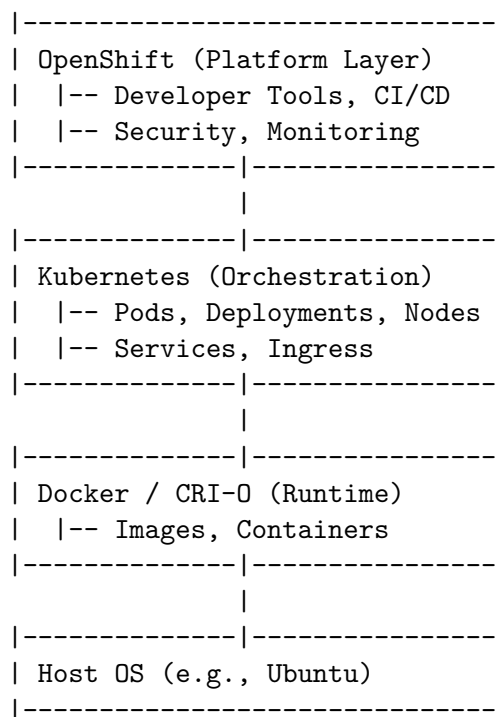 |-------------------------------
| OpenShift (Platform Layer)
|  |-- Developer Tools, CI/CD
|  |-- Security, Monitoring
|--------------|----------------
               |
|--------------|----------------
| Kubernetes (Orchestration)
|  |-- Pods, Deployments, Nodes
|  |-- Services, Ingress
|--------------|----------------
               |
|--------------|----------------
| Docker / CRI-O (Runtime)
|  |-- Images, Containers
|--------------|----------------
               |
|--------------|----------------
| Host OS (e.g., Ubuntu)
|-------------------------------